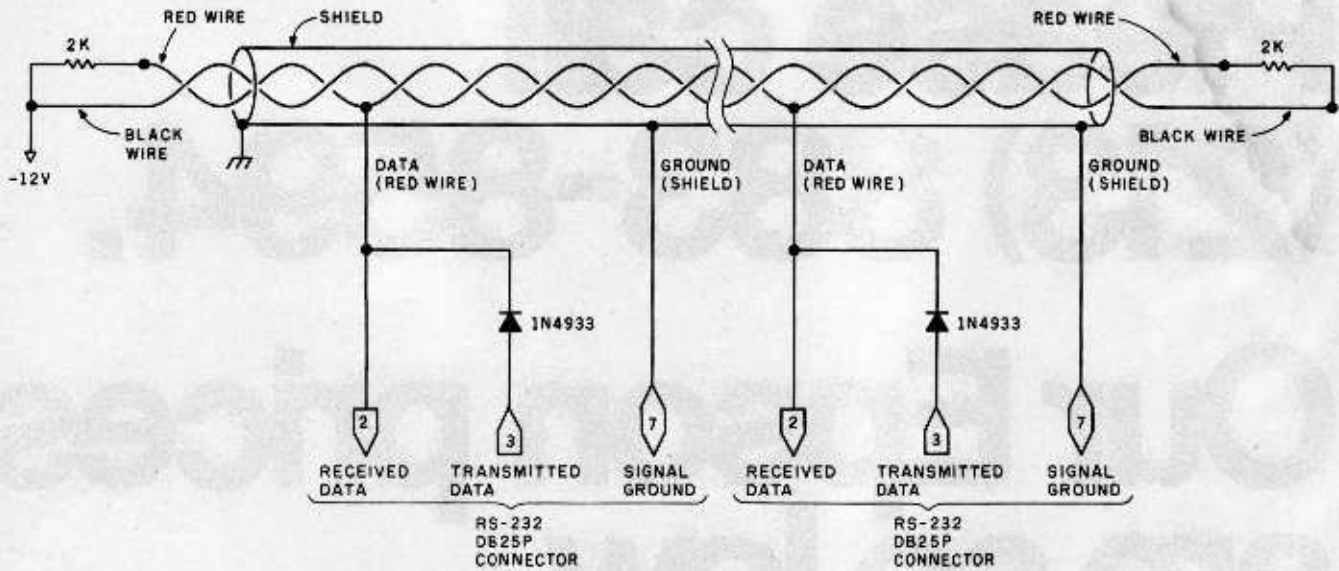 RED WIRE
SHIELD
RED WIRE
2K
2K
BLACK
WIRE
BLACK WIRE
-12V
DATA
(RED WIRE)
GROUND
(SHIELD)
DATA
(RED WIRE)
GROUND
(SHIELD)
1N4933
1N4933
2
3
7
2
3
7
RECEIVED
DATA
TRANSMITTED
DATA
SIGNAL
GROUND
RECEIVED
DATA
TRANSMITTED
DATA
SIGNAL
GROUND
RS-232
DB25P
CONNECTOR
RS-232
DB25P
CONNECTOR